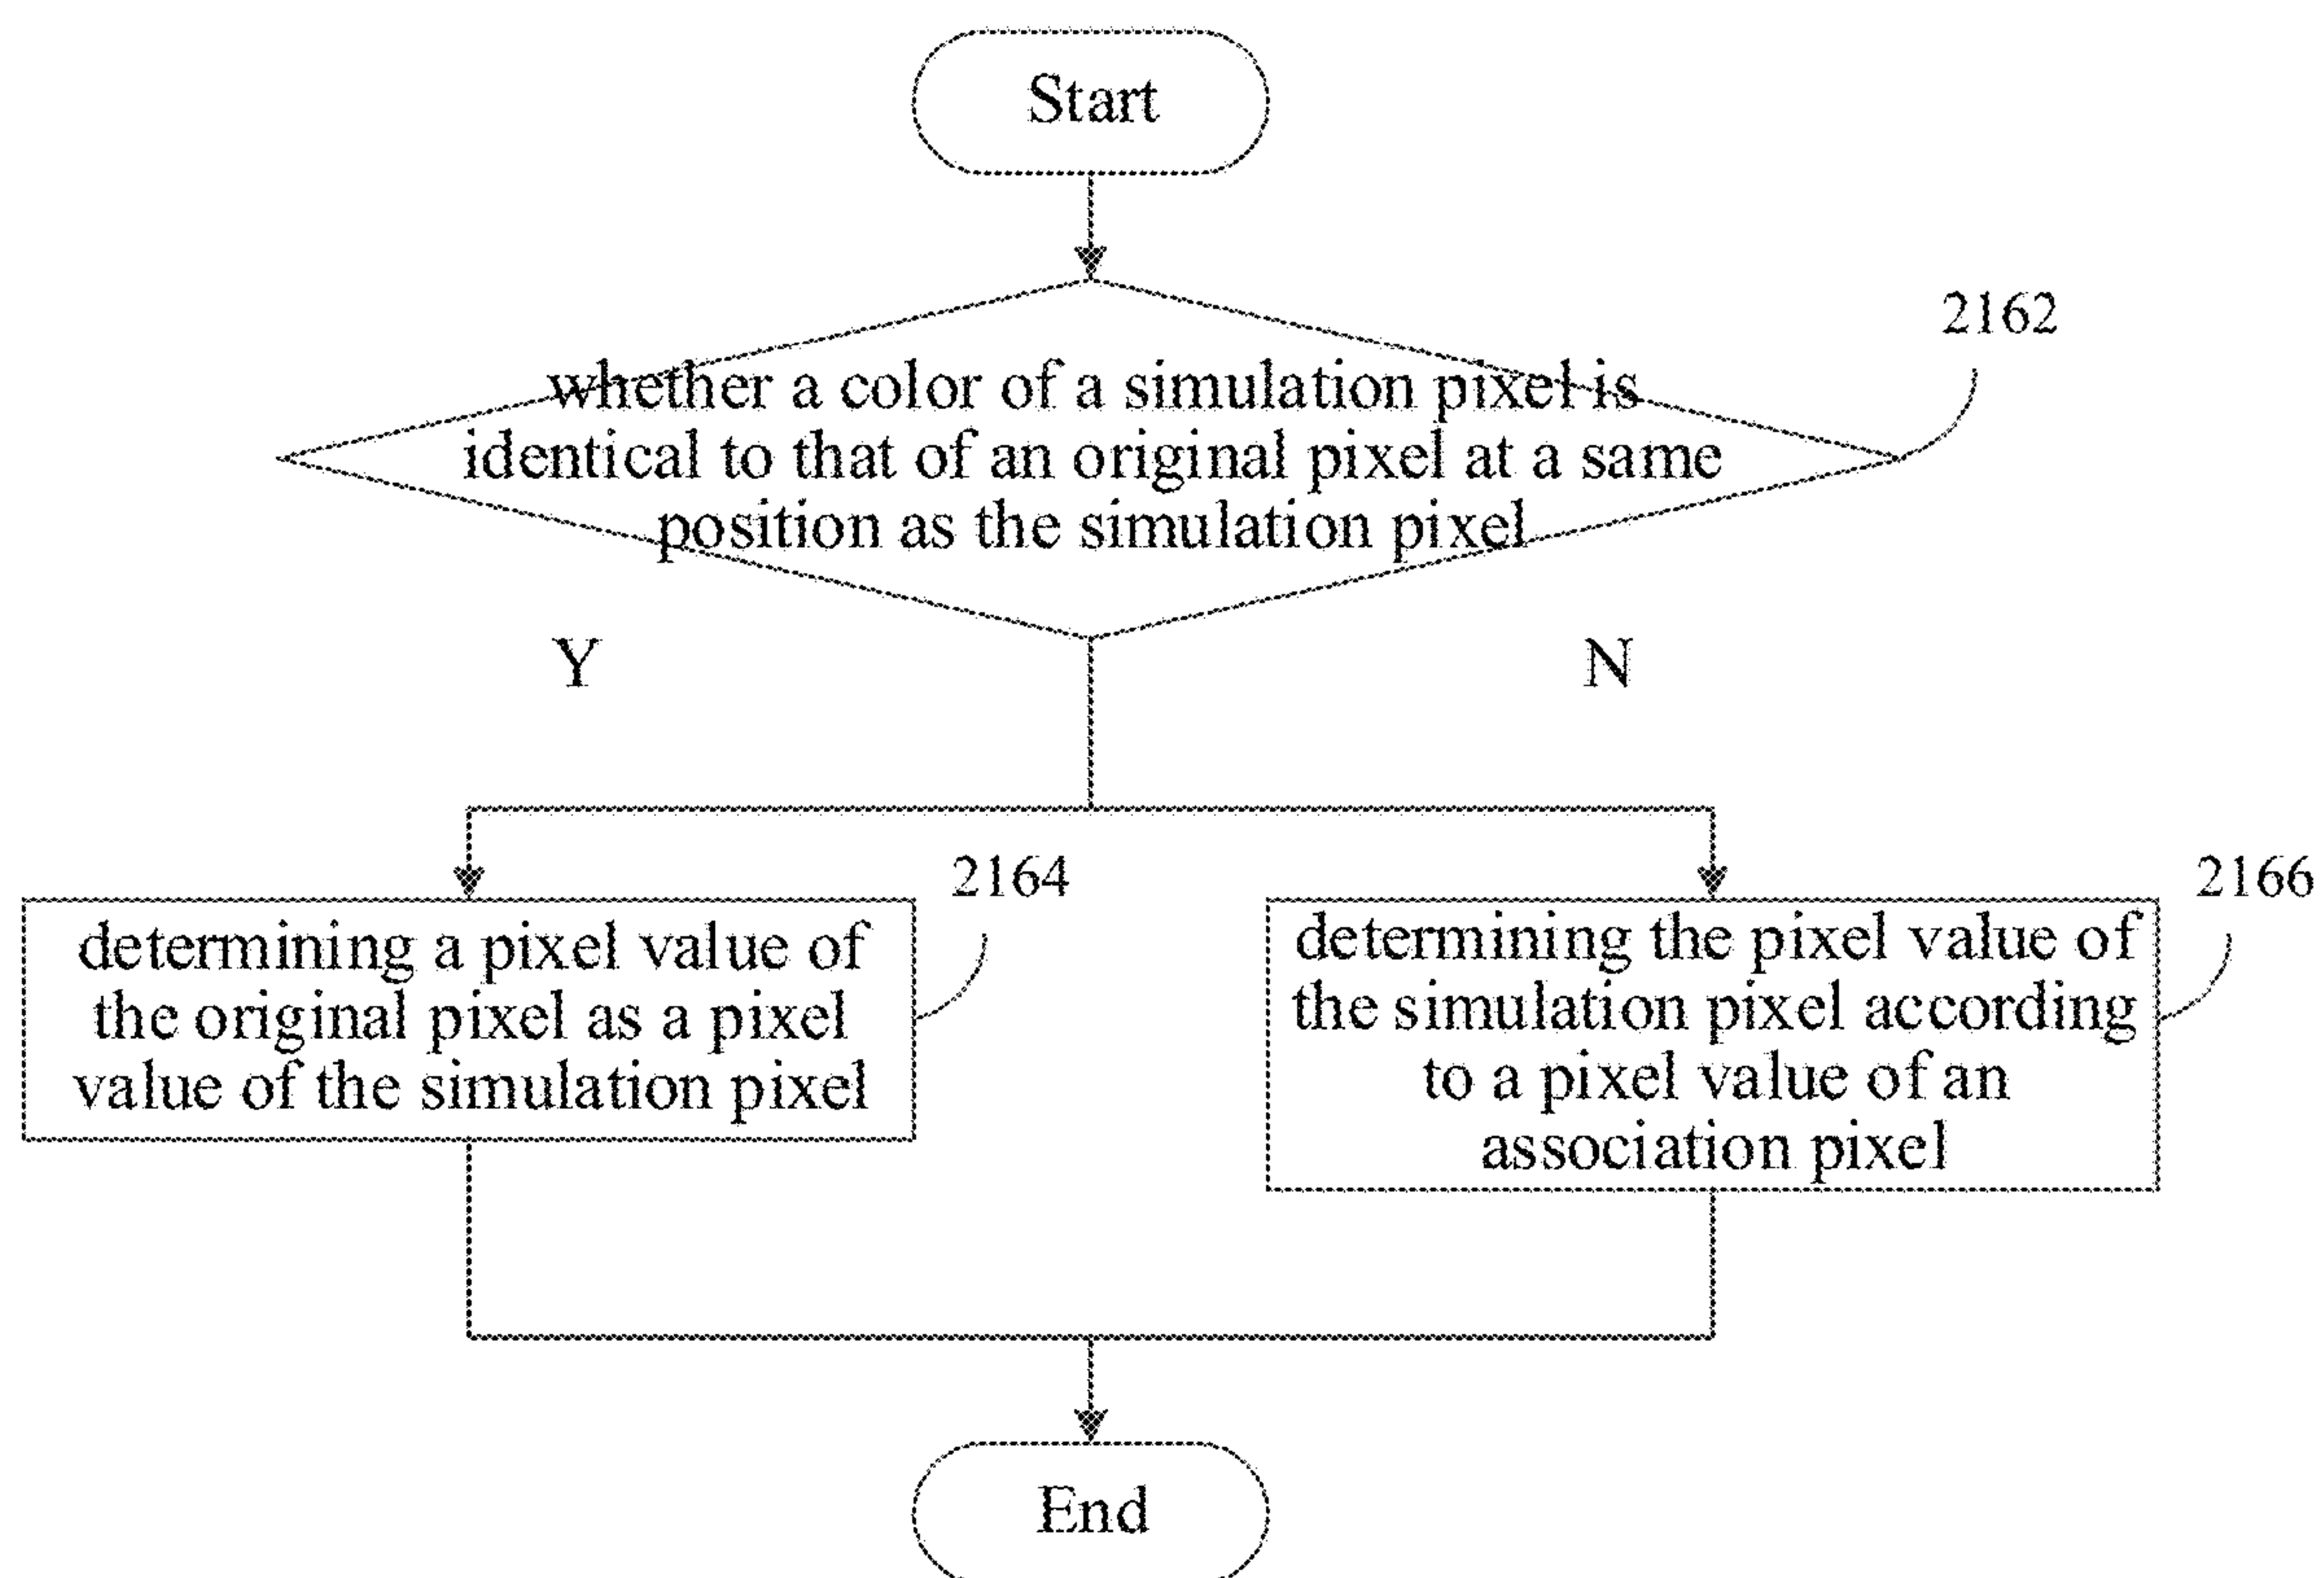 Start
2162
whether a color of a simulation pixel is
identical to that of an original pixel at a same
position as the simulation pixel
Y
N
2164
determining a pixel value of
the original pixel as a pixel
value of the simulation pixel
2166
determining the pixel value of
the simulation pixel according
to a pixel value of an
association pixel
End